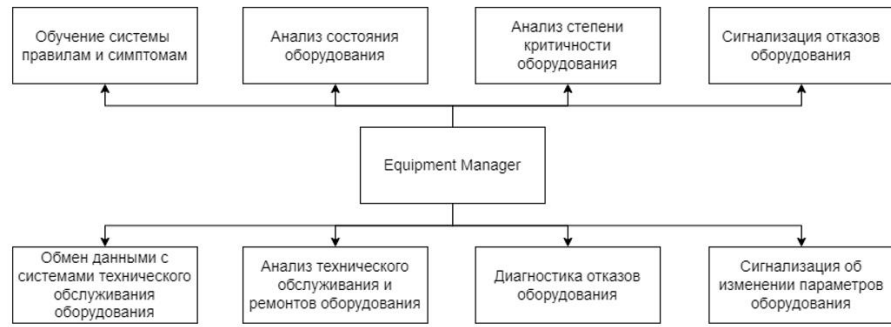 Обучение системы
правилам и симптомам
Анализ состояния
оборудования
Анализ степени
критичности
оборудования
Сигнализация отказов
оборудования
Equipment Manager
Обмен данными с
системами технического
обслуживания
оборудования
Анализ технического
обслуживания и
ремонтов оборудования
Диагностика отказов
оборудования
Сигнализация об
изменении параметров
оборудования